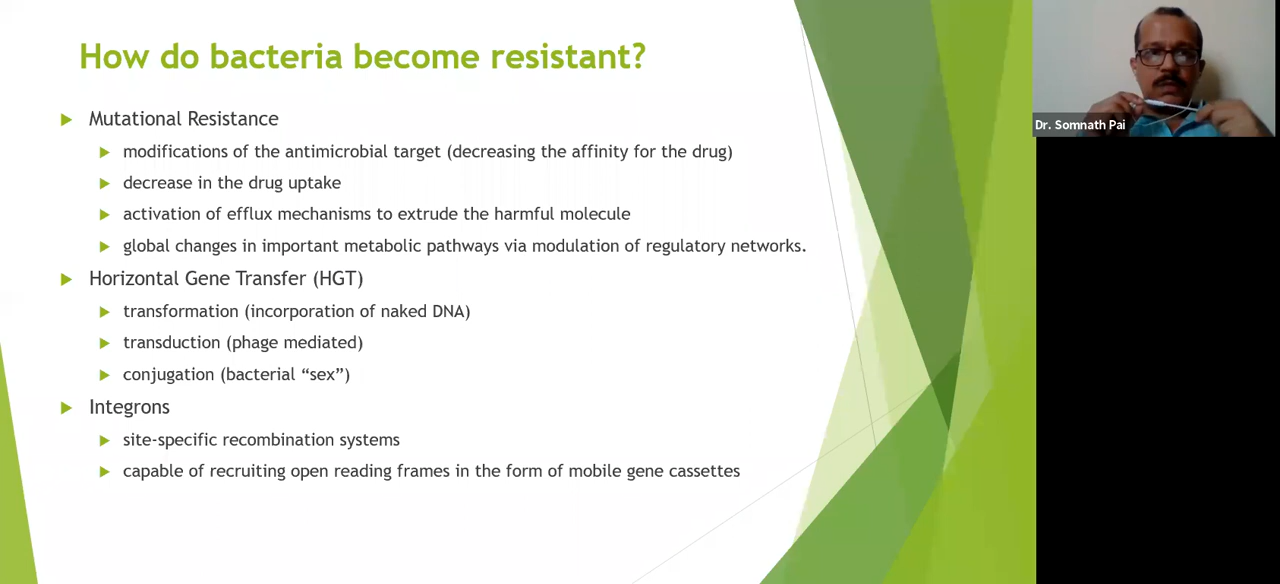 How do bacteria become resistant?
Mutational Resistance
modifications of the antimicrobial target (decreasing the affinity for the drug)
decrease in the drug uptake
activation of efflux mechanisms to extrude the harmful molecule
global changes in important metabolic pathways via modulation of regulatory networks.
Horizontal Gene Transfer (HGT)
transformation (incorporation of naked DNA)
transduction (phage mediated)
conjugation (bacterial “sex”)
Integrons
site-specific recombination systems
capable of recruiting open reading frames in the form of mobile gene cassettes
Dr. Somnath Pai